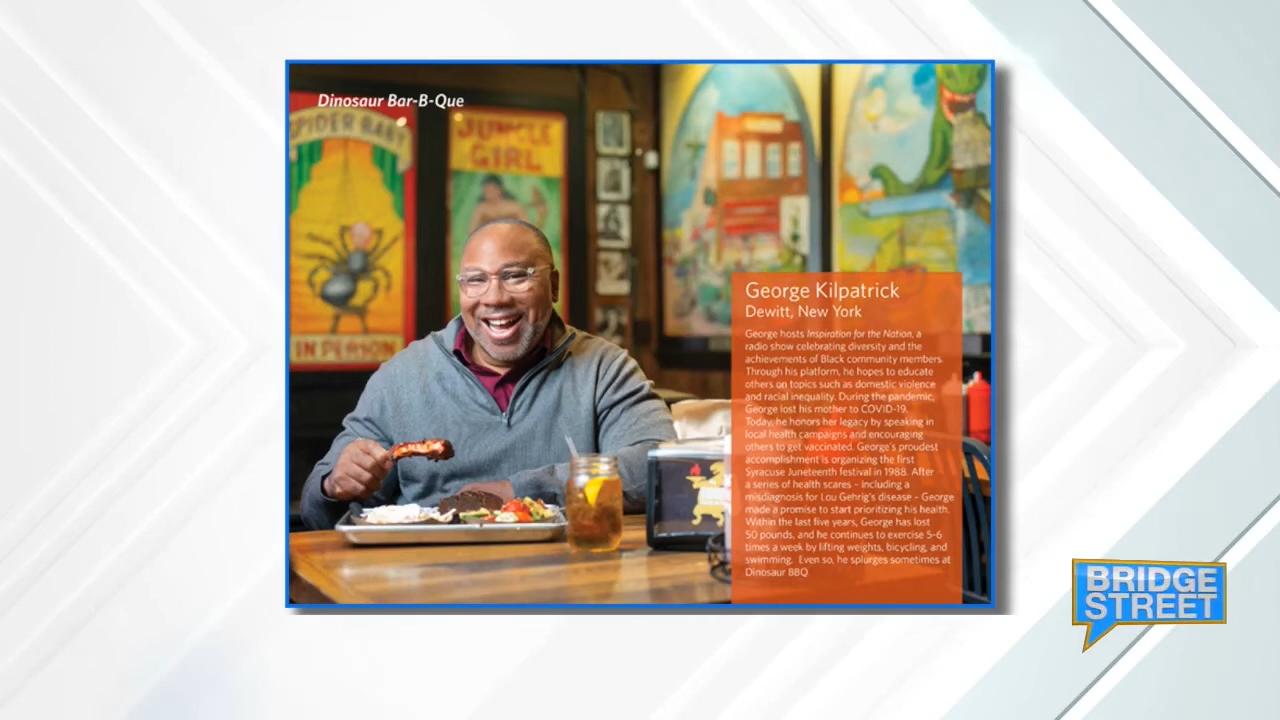 Dinosaur Bar-B-Que
SPIDER BABY
JUNGLE
GIRL
IN PERSON
George Kilpatrick
Dewitt, New York
George hosts Inspiration for the Nation, a
radio show celebrating diversity and the
achievements of Black community members.
Through his platform, he hopes to educate
others on topics such as domestic violence
and racial inequality. During the pandemic,
George lost his mother to COVID-19.
Today, he honors her legacy by speaking in
local health campaigns and encouraging
others to get vaccinated. George's proudest
accomplishment is organizing the first
Syracuse Juneteenth festival in 1988. After
a series of health scares - including a
misdiagnosis for Lou Gehrig's disease - George
made a promise to start prioritizing his health.
Within the last five years, George has lost
50 pounds, and he continues to exercise 5-6
times a week by lifting weights, bicycling, and
swimming. Even so, he splurges sometimes at
Dinosaur BBQ
BRIDGE
STREET